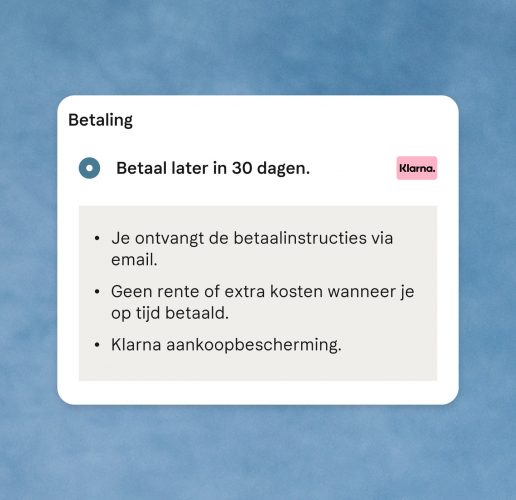 Betaling
Betaal later in 30 dagen.
Klarna.
• Je ontvangt de betaalinstructies via
email.
• Geen rente of extra kosten wanneer je
op tijd betaald.
• Klarna aankoopbescherming.